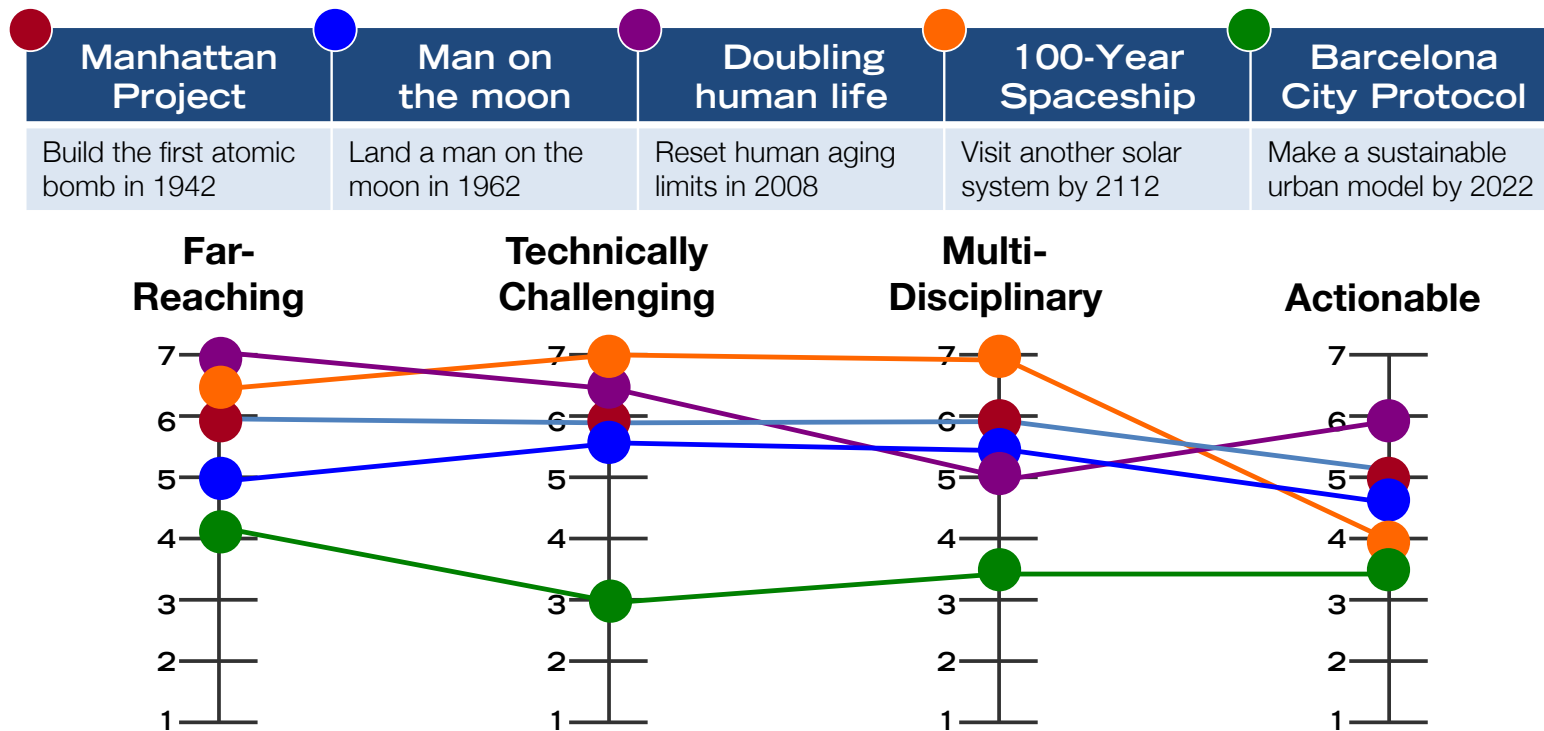 Manhattan
Project
Man on
the moon
Doubling
human life
100-Year
Spaceship
Barcelona
City Protocol
Build the first atomic
bomb in 1942
Land a man on the
moon in 1962
Reset human aging
limits in 2008
Visit another solar
system by 2112
Make a sustainable
urban model by 2022
Far-
Reaching
Technically
Challenging
Multi-
Disciplinary
Actionable
7
6
5
4
3
2
1
7
6
5
4
3
2
1
7
6
5
4
3
2
1
7
6
5
4
3
2
1